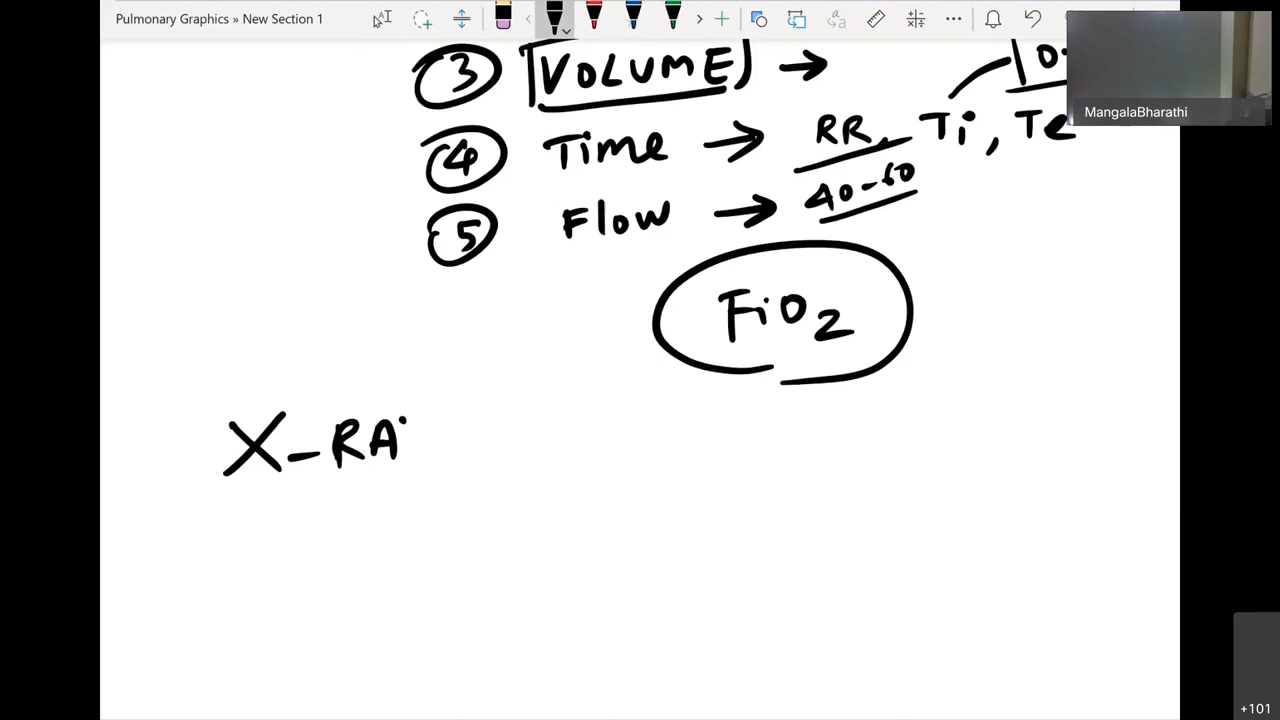 Pulmonary Graphics » New Section 1
MangalaBharathi
③ VOLUME →
④ Time → RR, Ti, Te
40-60
⑤ Flow →
FiO2
X-RA
+101